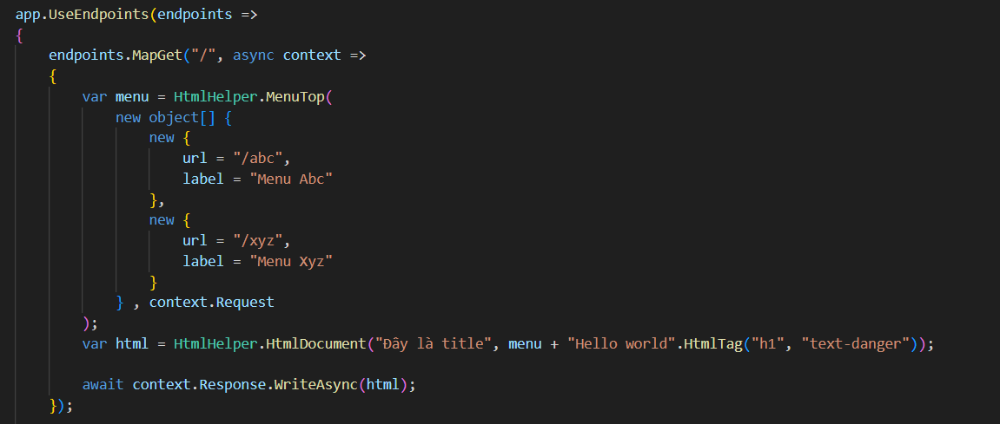 app.UseEndpoints(endpoints =>
{
    endpoints.MapGet("/", async context =>
    {
        var menu = HtmlHelper.MenuTop(
            new object[] {
                new {
                    url = "/abc",
                    label = "Menu Abc"
                },
                new {
                    url = "/xyz",
                    label = "Menu Xyz"
                }
            } , context.Request
        );
        var html = HtmlHelper.HtmlDocument("Đây là title", menu + "Hello world".HtmlTag("h1", "text-danger"));

        await context.Response.WriteAsync(html);
    });